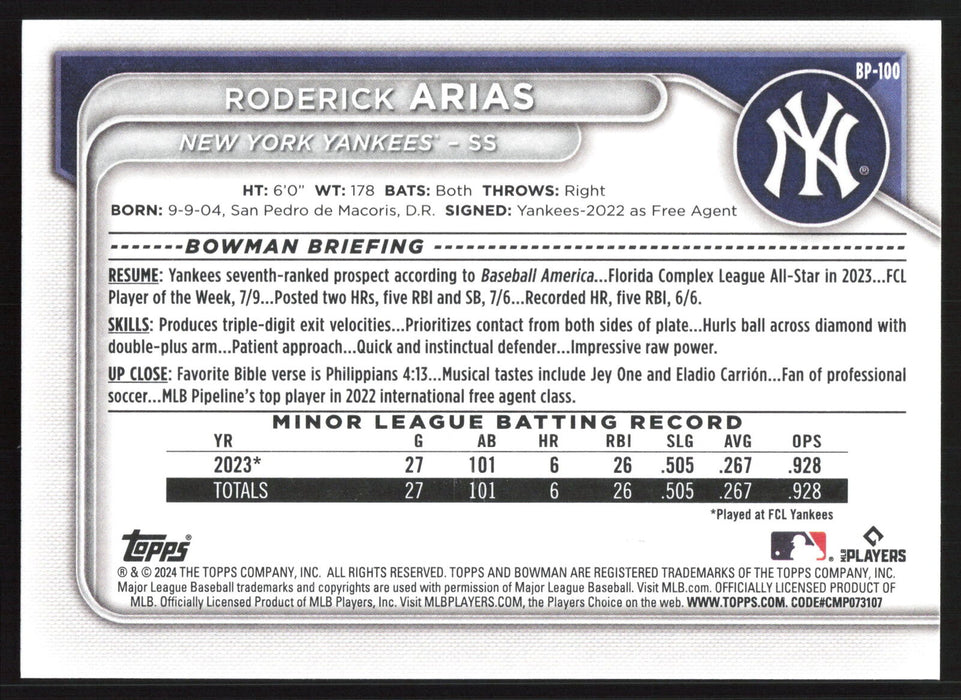 BP-100
RODERICK ARIAS
NEW YORK YANKEES™ – SS
NY ®
HT: 6'0" WT: 178 BATS: Both THROWS: Right
BORN: 9-9-04, San Pedro de Macoris, D.R. SIGNED: Yankees-2022 as Free Agent
BOWMAN BRIEFING
RESUME: Yankees seventh-ranked prospect according to Baseball America...Florida Complex League All-Star in 2023...FCL
Player of the Week, 7/9...Posted two HRs, five RBI and SB, 7/6...Recorded HR, five RBI, 6/6.
SKILLS: Produces triple-digit exit velocities...Prioritizes contact from both sides of plate...Hurls ball across diamond with
double-plus arm...Patient approach...Quick and instinctual defender...Impressive raw power.
UP CLOSE: Favorite Bible verse is Philippians 4:13...Musical tastes include Jey One and Eladio Carrión...Fan of professional
soccer...MLB Pipeline's top player in 2022 international free agent class.
MINOR LEAGUE BATTING RECORD
YR G AB HR RBI SLG AVG OPS
2023* 27 101 6 26 .505 .267 .928
TOTALS 27 101 6 26 .505 .267 .928
*Played at FCL Yankees
Topps®
® MLB PLAYERS
® & © 2024 THE TOPPS COMPANY, INC. ALL RIGHTS RESERVED. TOPPS AND BOWMAN ARE REGISTERED TRADEMARKS OF THE TOPPS COMPANY, INC.
Major League Baseball trademarks and copyrights are used with permission of Major League Baseball. Visit MLB.com. OFFICIALLY LICENSED PRODUCT OF
MLB. Officially Licensed Product of MLB Players, Inc. Visit MLBPLAYERS.COM, the Players Choice on the web. WWW.TOPPS.COM. CODE#CMP073107